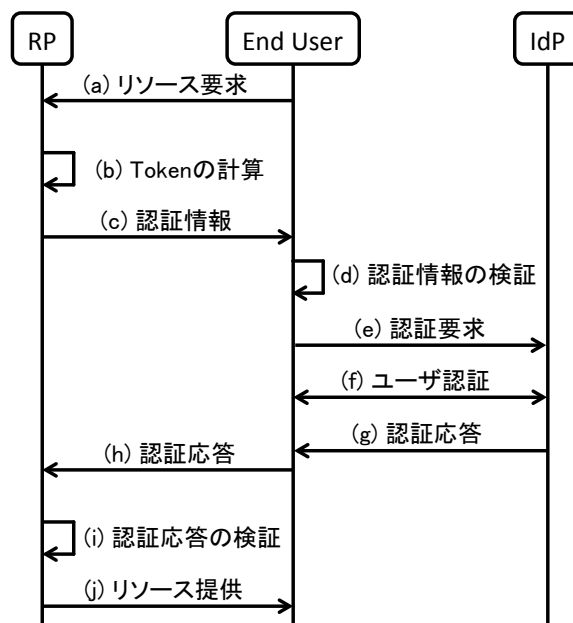 RP
End User
IdP
(a) リソース要求
(b) Tokenの計算
(c) 認証情報
(d) 認証情報の検証
(e) 認証要求
(f) ユーザ認証
(g) 認証応答
(h) 認証応答
(i) 認証応答の検証
(j) リソース提供